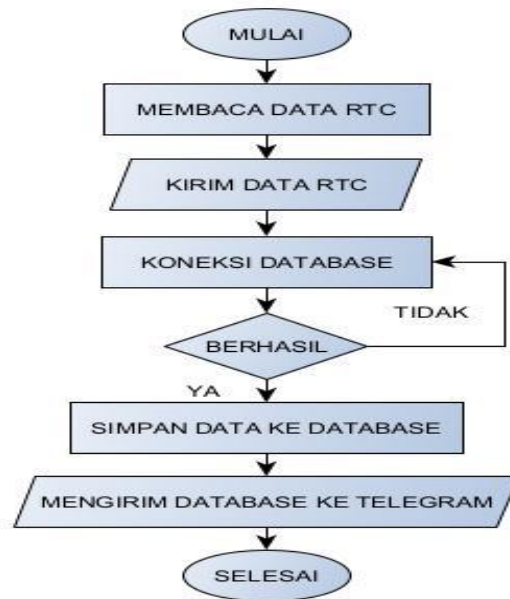 MULAI
MEMBACA DATA RTC
KIRIM DATA RTC
KONEKSI DATABASE
TIDAK
BERHASIL
YA
SIMPAN DATA KE DATABASE
MENGIRIM DATABASE KE TELEGRAM
SELESAI